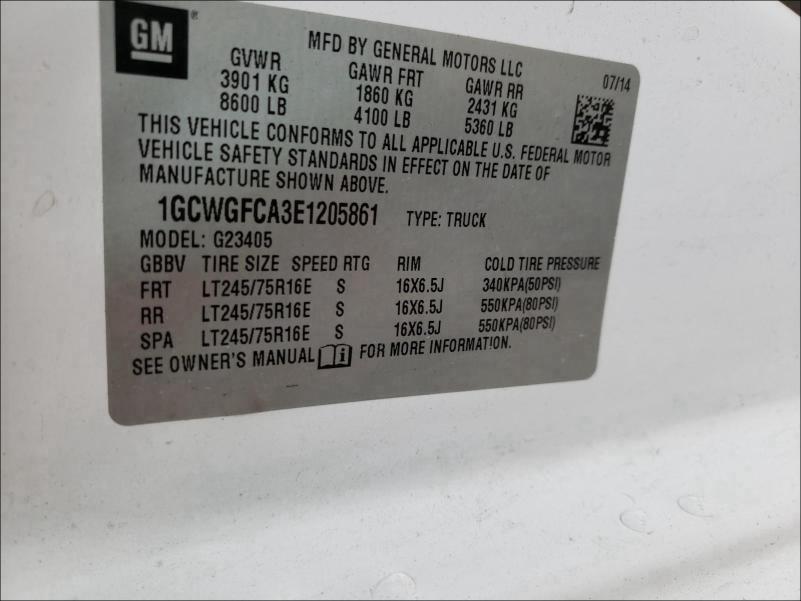 GM ®
MFD BY GENERAL MOTORS LLC
07/14
GVWR GAWR FRT GAWR RR
3901 KG 1860 KG 2431 KG
8600 LB 4100 LB 5360 LB
THIS VEHICLE CONFORMS TO ALL APPLICABLE U.S. FEDERAL MOTOR
VEHICLE SAFETY STANDARDS IN EFFECT ON THE DATE OF
MANUFACTURE SHOWN ABOVE.
1GCWGFCA3E1205861 TYPE: TRUCK
MODEL: G23405
GBBV TIRE SIZE SPEED RTG RIM COLD TIRE PRESSURE
FRT LT245/75R16E S 16X6.5J 340KPA(50PSI)
RR LT245/75R16E S 16X6.5J 550KPA(80PSI)
SPA LT245/75R16E S 16X6.5J 550KPA(80PSI)
SEE OWNER'S MANUAL i FOR MORE INFORMATION.